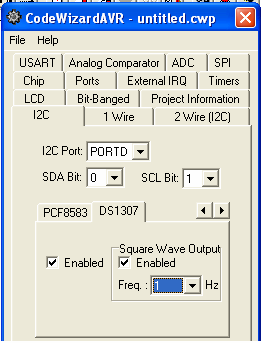 CodeWizardAVR - untitled.cwp
File Help
USART Analog Comparator ADC SPI
Chip Ports External IRQ Timers
LCD Bit-Banged Project Information
I2C 1 Wire 2 Wire (I2C)
I2C Port: PORTD
SDA Bit: 0 SCL Bit: 1
PCF8583 DS1307
Square Wave Output
Enabled Enabled
Freq. : 1 Hz